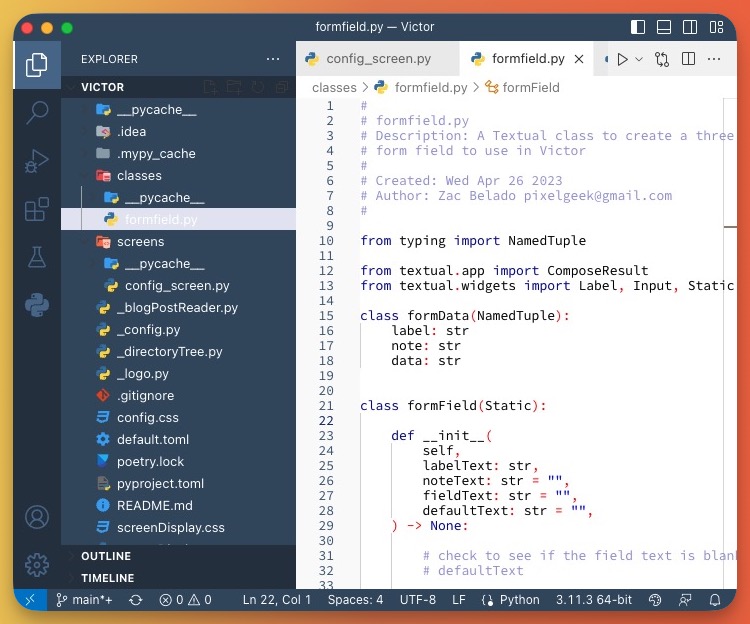 formfield.py — Victor
EXPLORER
VICTOR
__pycache__
.idea
.mypy_cache
classes
__pycache__
formfield.py
screens
__pycache__
config_screen.py
_blogPostReader.py
_config.py
_directoryTree.py
_logo.py
.gitignore
config.css
default.toml
poetry.lock
pyproject.toml
README.md
screenDisplay.css
OUTLINE
TIMELINE
config_screen.py
formfield.py
classes > formfield.py > formField
1 #
2 # formfield.py
3 # Description: A Textual class to create a three
4 # form field to use in Victor
5 #
6 # Created: Wed Apr 26 2023
7 # Author: Zac Belado pixelgeek@gmail.com
8 #
9
10 from typing import NamedTuple
11
12 from textual.app import ComposeResult
13 from textual.widgets import Label, Input, Static
14
15 class formData(NamedTuple):
16 label: str
17 note: str
18 data: str
19
20
21 class formField(Static):
22
23 def __init__(
24 self,
25 labelText: str,
26 noteText: str = "",
27 fieldText: str = "",
28 defaultText: str = "",
29 ) -> None:
30
31 # check to see if the field text is blank
32 # defaultText
33
main*+ 0 0 Ln 22, Col 1 Spaces: 4 UTF-8 LF Python 3.11.3 64-bit